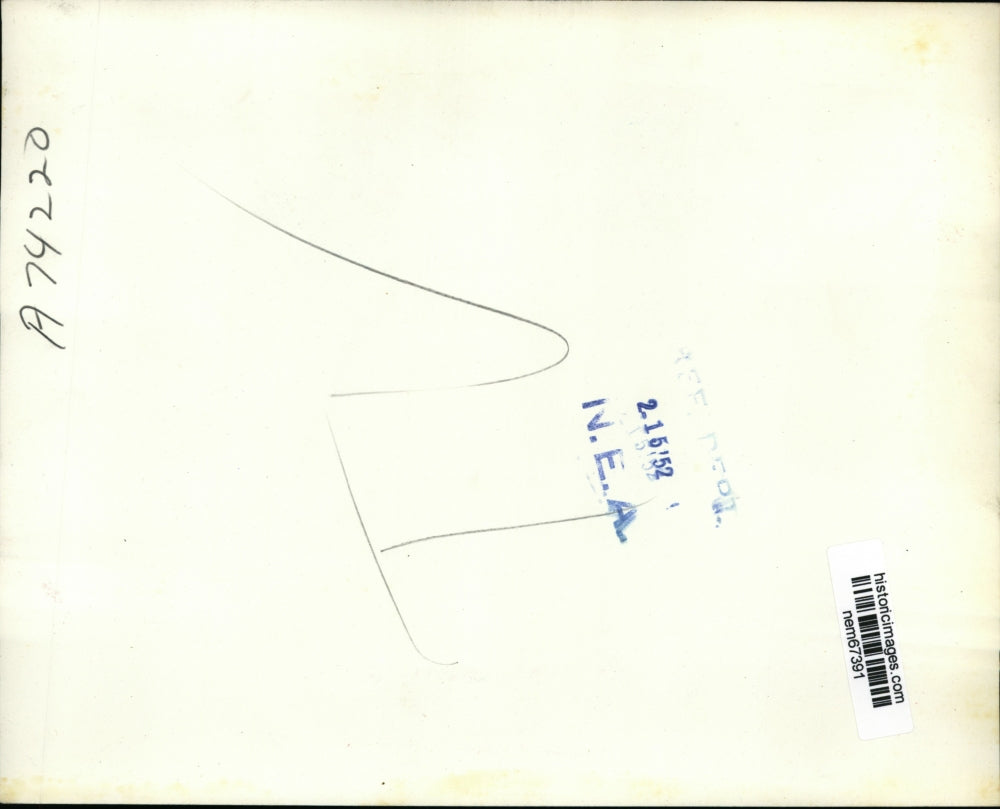 A74220
REF. DEPT.
2.15'52
N.E.A.
historicimages.com
nem67391